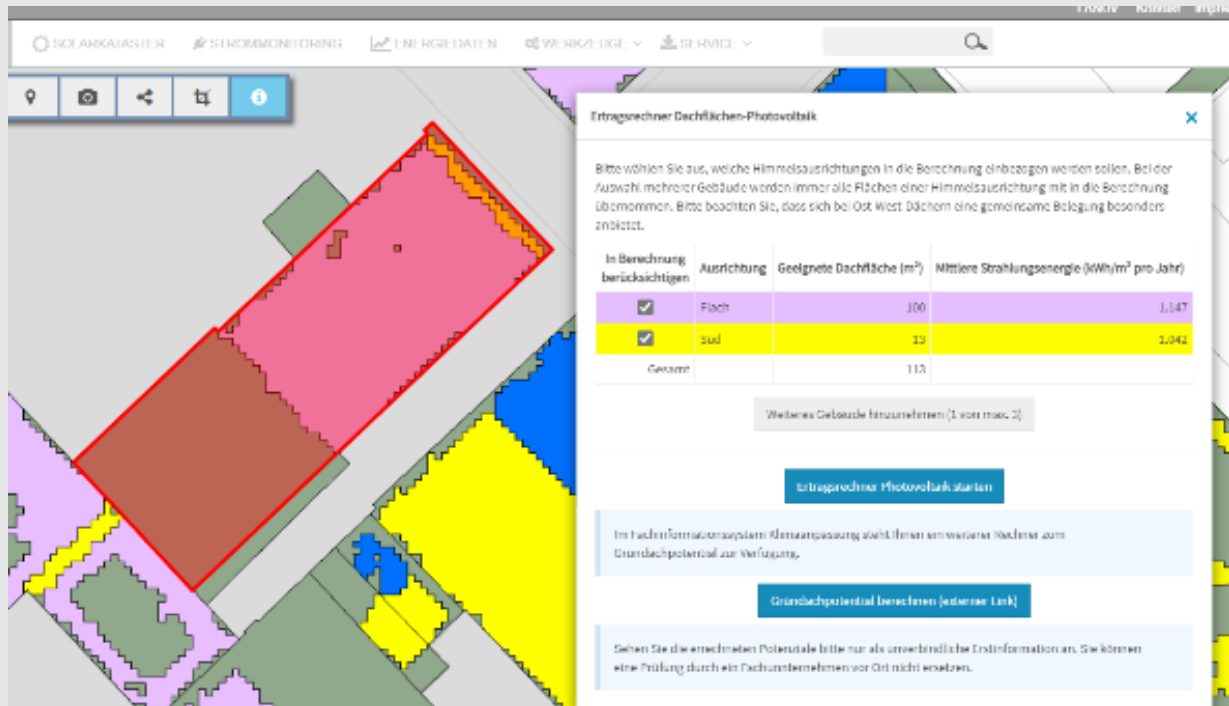 Kontakt
SOLARKATASTER STROMMONITORING ENERGIEDATEN WERKZEUGE SERVICE
Ertragsrechner Dachflächen-Photovoltaik
Bitte wählen Sie aus, welche Himmelsausrichtungen in die Berechnung einbezogen werden sollen. Bei der
Auswahl mehrerer Gebäude werden immer alle Flächen einer Himmelsausrichtung mit in die Berechnung
übernommen. Bitte beachten Sie, dass sich bei Ost West Dächern eine gemeinsame Belegung besonders
anbietet.
In Berechnung
berücksichtigen Ausrichtung Geeignete Dachfläche (m²) Mittlere Strahlungsenergie (kWh/m² pro Jahr)
Flach 100 1.147
Süd 13 1.042
Gesamt 113
Weiteres Gebäude hinzunehmen (1 von max. 3)
Ertragsrechner Photovoltaik starten
Im Fachinformationssystem Klimaanpassung steht Ihnen ein weiterer Rechner zum
Gründachpotential zur Verfügung.
Gründachpotential berechnen (externer Link)
Sehen Sie die errechneten Potenziale bitte nur als unverbindliche Erstinformation an. Sie können
eine Prüfung durch ein Fachunternehmen vor Ort nicht ersetzen.